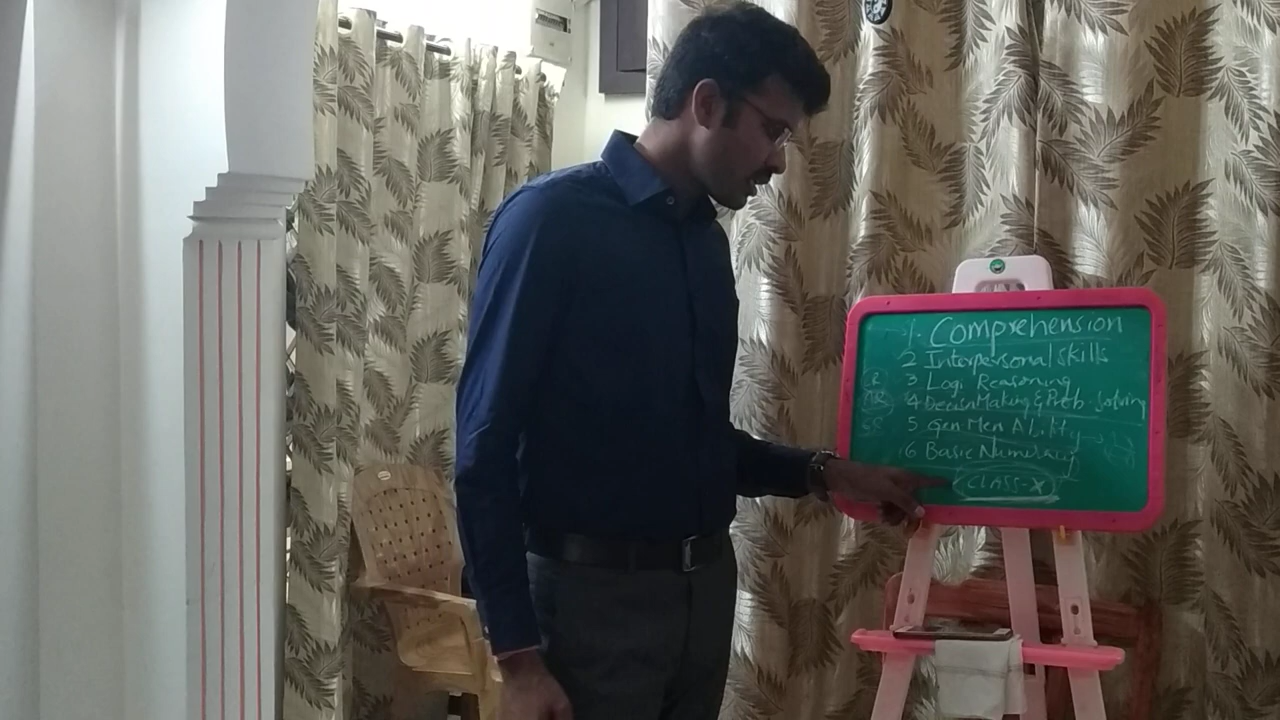 1. Comprehension
2 Interpersonal skills
3 Logi Reasoning
4 DecisnMaking & Prob. Solving
5 Gen Men Ability
6 Basic Numeracy
CLASS-X